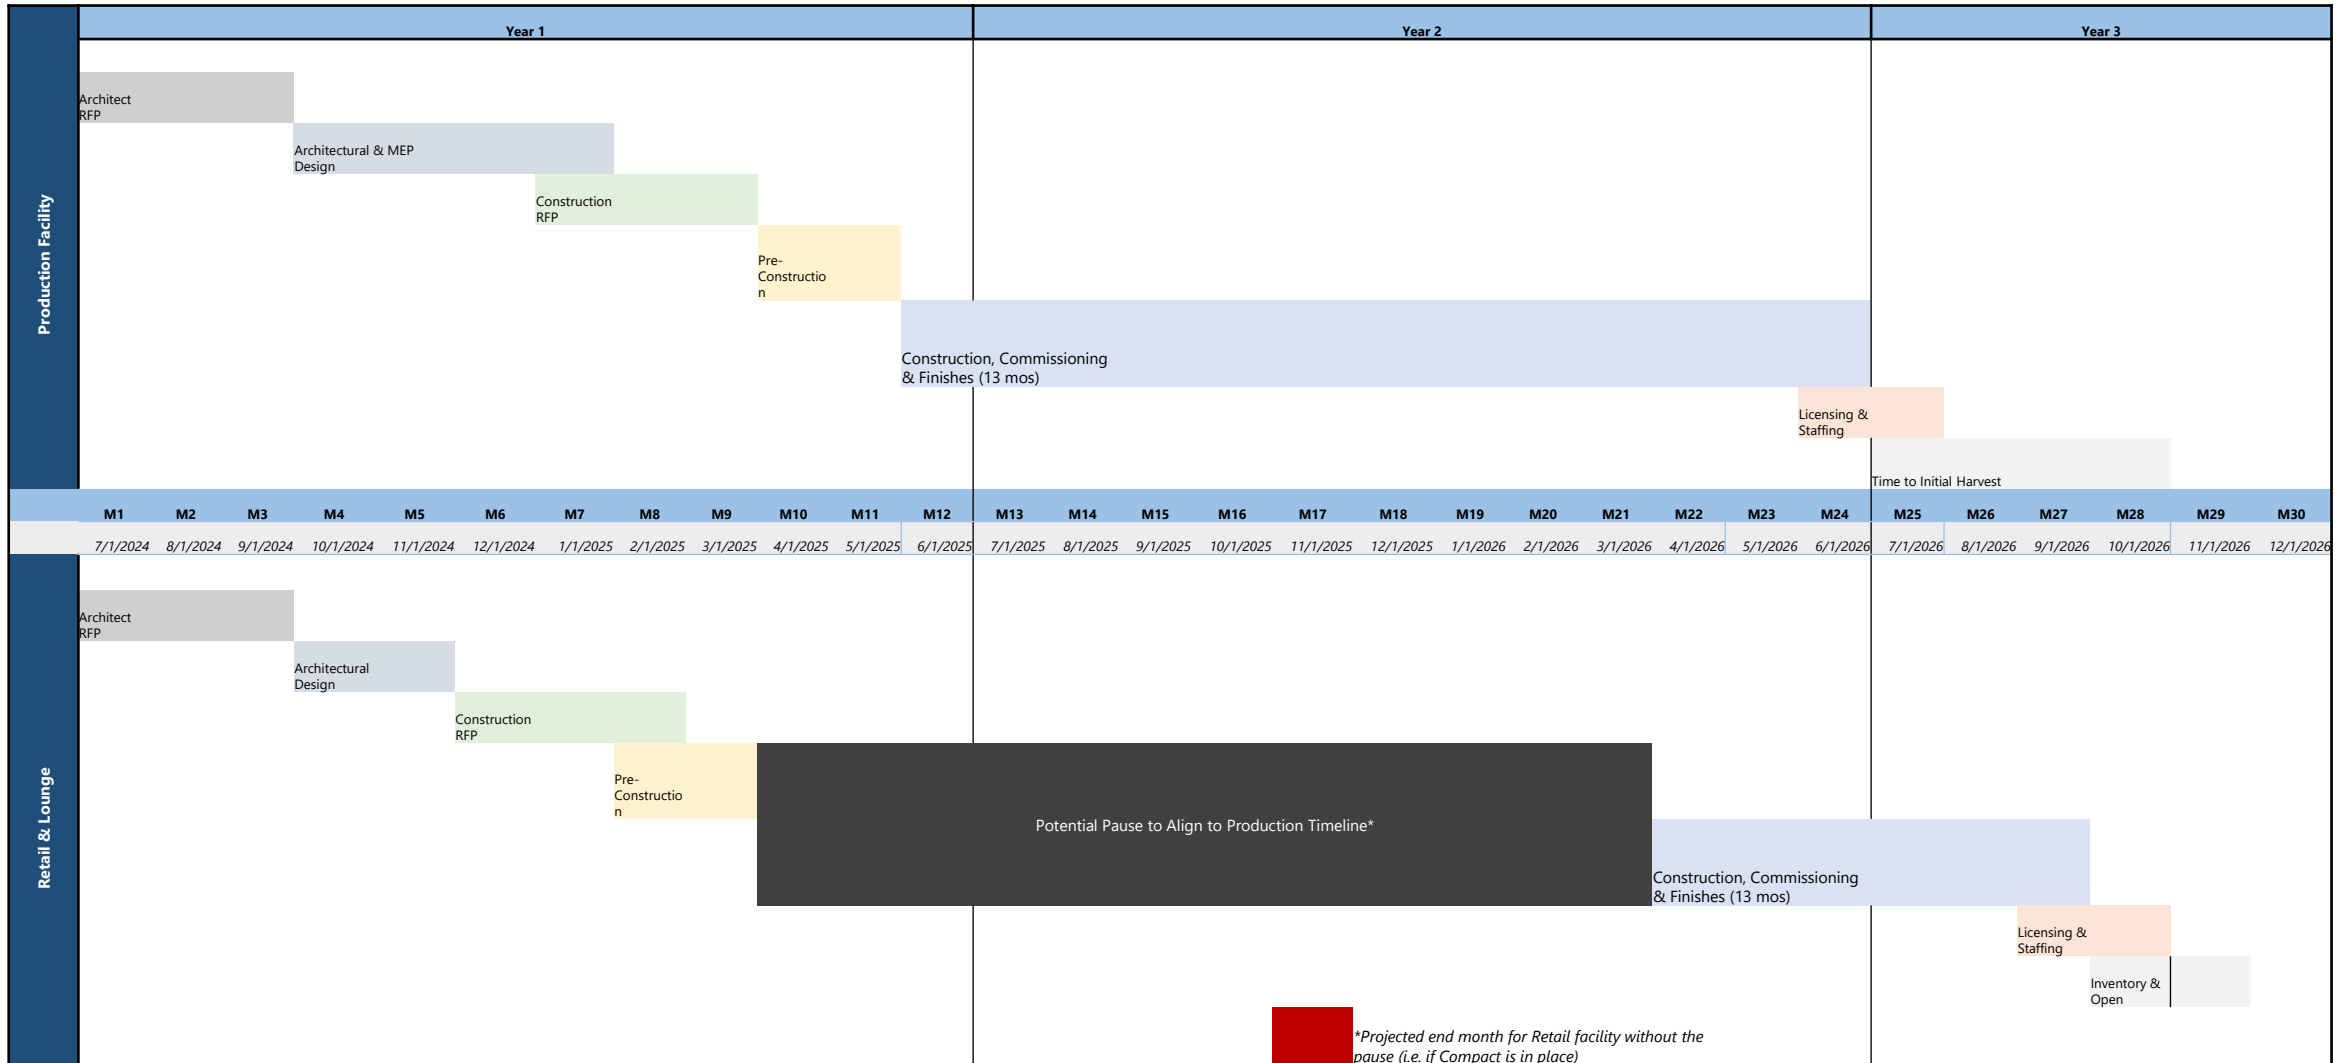 Year 1
Year 2
Year 3
Production Facility
Architect
RFP
Architectural & MEP
Design
Construction
RFP
Pre-
Constructio
n
Construction, Commissioning
& Finishes (13 mos)
Licensing &
Staffing
Time to Initial Harvest
M1 M2 M3 M4 M5 M6 M7 M8 M9 M10 M11 M12 M13 M14 M15 M16 M17 M18 M19 M20 M21 M22 M23 M24 M25 M26 M27 M28 M29 M30
7/1/2024 8/1/2024 9/1/2024 10/1/2024 11/1/2024 12/1/2024 1/1/2025 2/1/2025 3/1/2025 4/1/2025 5/1/2025 6/1/2025 7/1/2025 8/1/2025 9/1/2025 10/1/2025 11/1/2025 12/1/2025 1/1/2026 2/1/2026 3/1/2026 4/1/2026 5/1/2026 6/1/2026 7/1/2026 8/1/2026 9/1/2026 10/1/2026 11/1/2026 12/1/2026
Retail & Lounge
Architect
RFP
Architectural
Design
Construction
RFP
Pre-
Constructio
n
Potential Pause to Align to Production Timeline*
Construction, Commissioning
& Finishes (13 mos)
Licensing &
Staffing
Inventory &
Open
*Projected end month for Retail facility without the
pause (i.e. if Compact is in place)